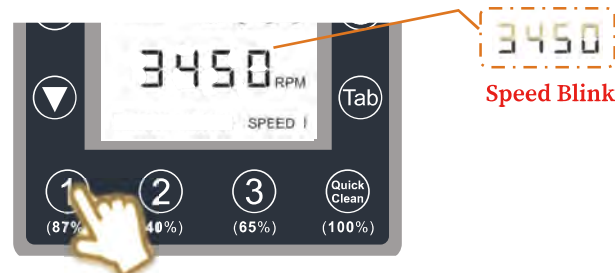 3450 RPM
3450
Speed Blink
Tab
SPEED 1
1 2 3 Quick Clean
(87% 40%) (65%) (100%)